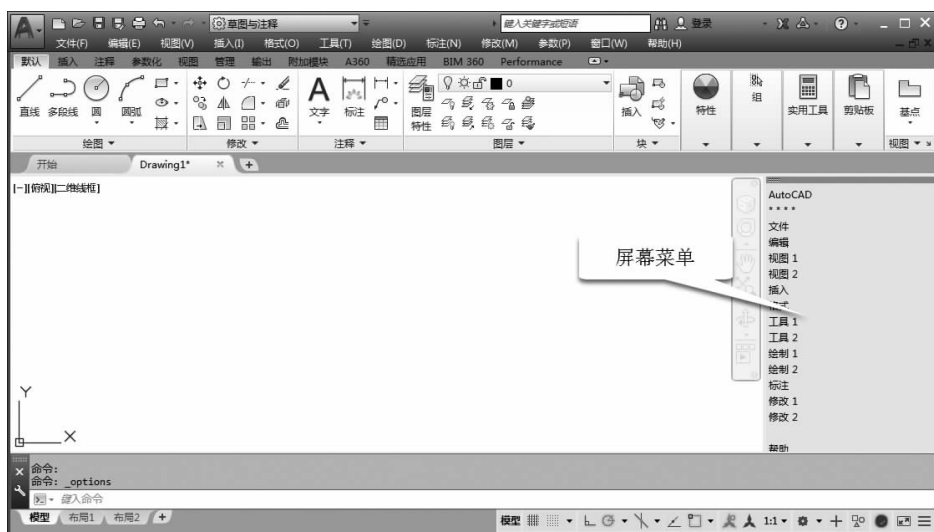 草图与注释
键入关键字或短语
登录
文件(F) 编辑(E) 视图(V) 插入(I) 格式(O) 工具(T) 绘图(D) 标注(N) 修改(M) 参数(P) 窗口(W) 帮助(H)
默认 插入 注释 参数化 视图 管理 输出 附加模块 A360 精选应用 BIM 360 Performance
0
直线 多段线 圆 圆弧
文字 标注
图层特性
插入
特性
组
实用工具
剪贴板
基点
绘图 修改 注释 图层 块 视图
开始 Drawing1*
[-][俯视][二维线框]
AutoCAD
* * * *
文件
编辑
视图 1
视图 2
插入
屏幕菜单
工具 1
工具 2
绘制 1
绘制 2
标注
修改 1
修改 2
帮助
Y
X
命令:
命令: _options
键入命令
模型 布局1 布局2 +
模型
1:1